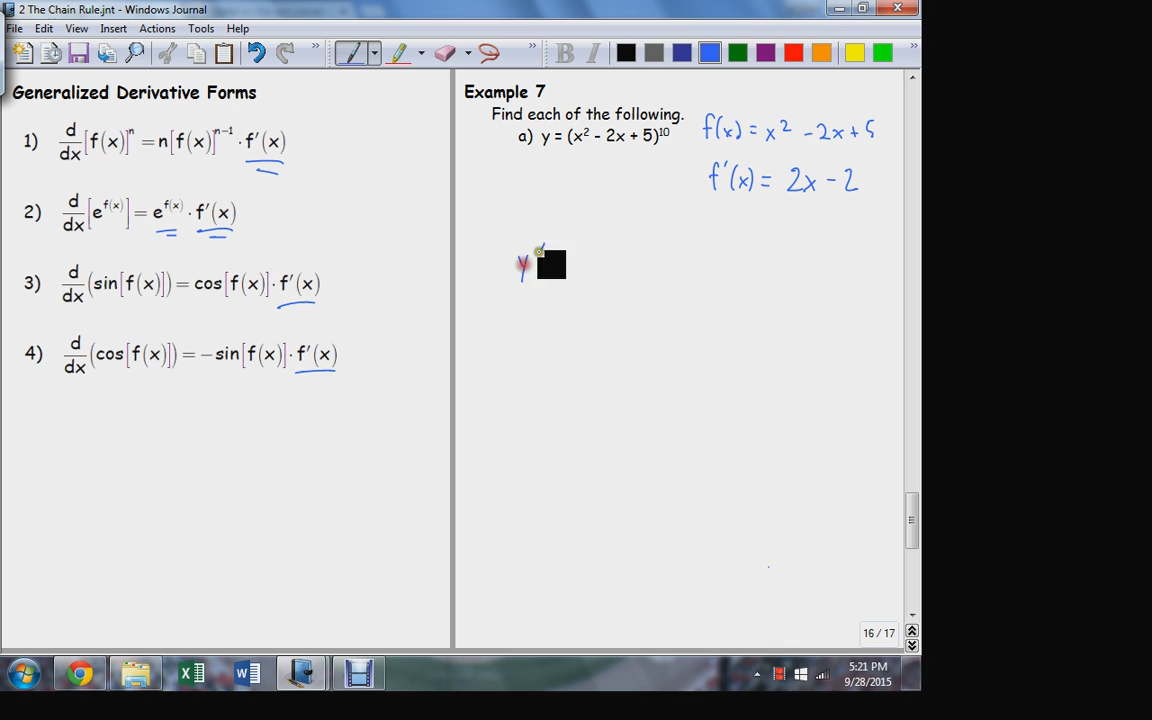 2 The Chain Rule.jnt - Windows Journal
File Edit View Insert Actions Tools Help
B I
Generalized Derivative Forms
1) d/dx [f(x)]^n = n[f(x)]^(n-1) · f'(x)
2) d/dx [e^(f(x))] = e^(f(x)) · f'(x)
3) d/dx (sin[f(x)]) = cos[f(x)] · f'(x)
4) d/dx (cos[f(x)]) = -sin[f(x)] · f'(x)
Example 7
Find each of the following.
a) y = (x² - 2x + 5)¹⁰
f(x) = x² - 2x + 5
f'(x) = 2x - 2
y'
16 / 17
5:21 PM
9/28/2015